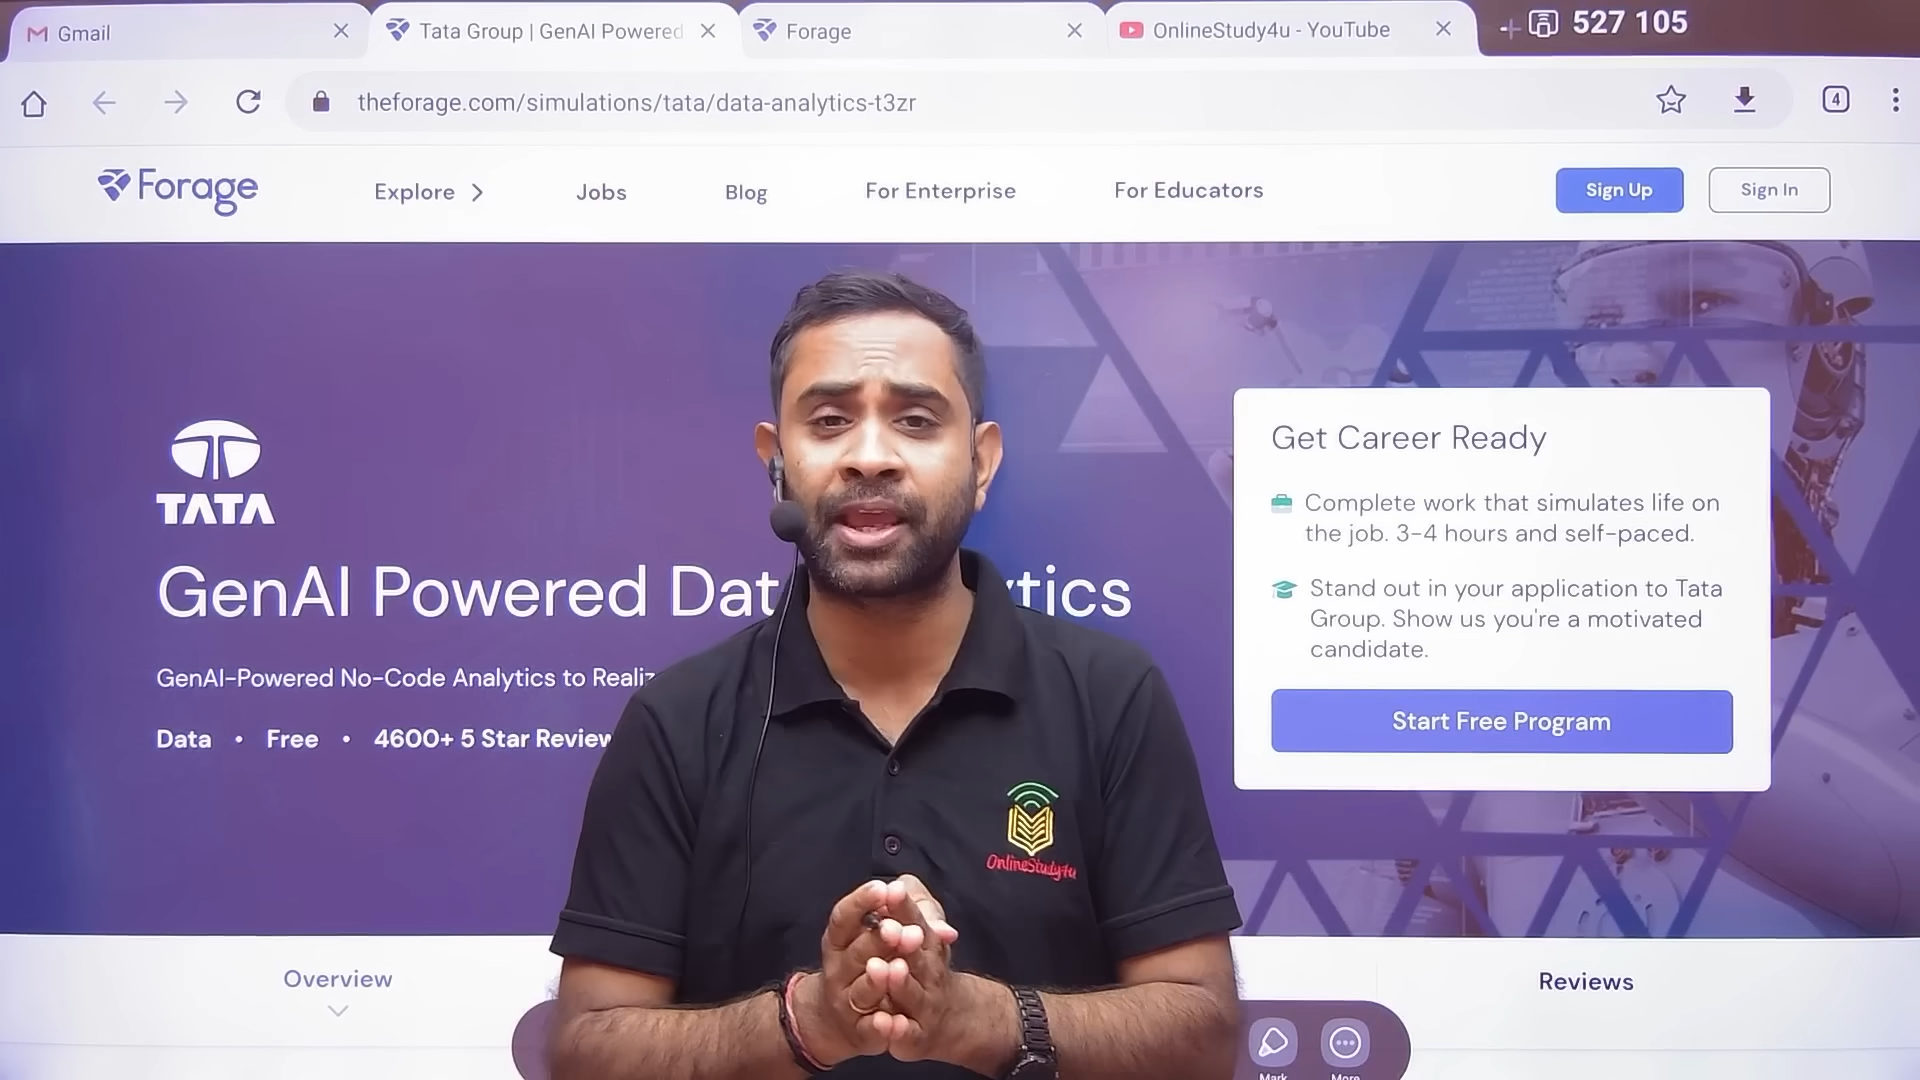 Gmail
Tata Group | GenAI Powered
Forage
OnlineStudy4u - YouTube
527 105
theforage.com/simulations/tata/data-analytics-t3zr
4
Forage
Explore
Jobs
Blog
For Enterprise
For Educators
Sign Up
Sign In
TATA
GenAI Powered Dat
tics
GenAI-Powered No-Code Analytics to Realiz
Data • Free • 4600+ 5 Star Review
Get Career Ready
Complete work that simulates life on
the job. 3-4 hours and self-paced.
Stand out in your application to Tata
Group. Show us you're a motivated
candidate.
Start Free Program
OnlineStudy4u
Overview
Reviews
Mark
More